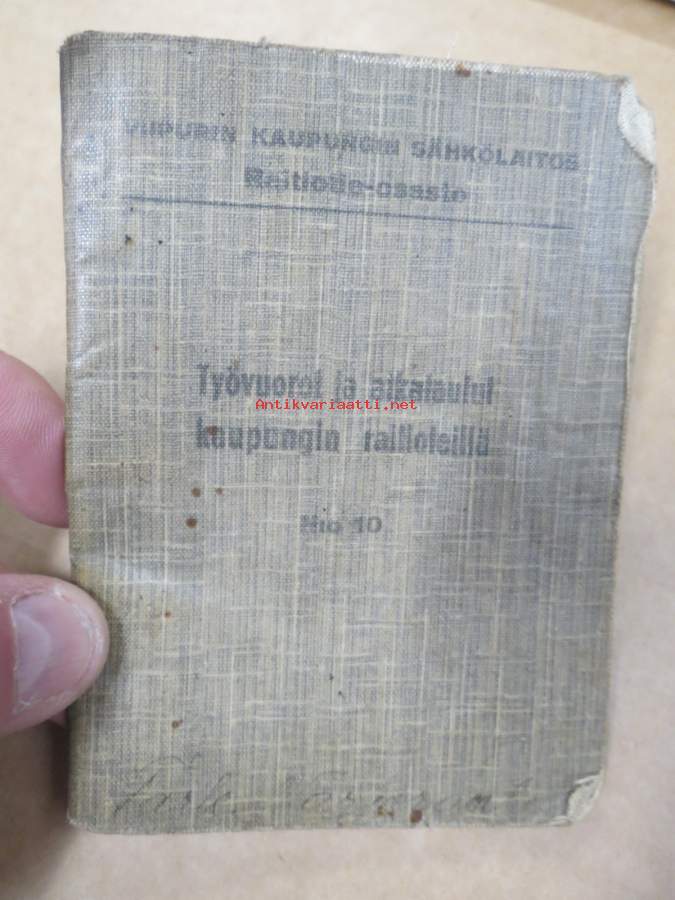 VIIPURIN KAUPUNGIN SÄHKÖLAITOS
Raitiotie-osasto
Työvuorot ja aikataulut
Antikvariaatti.net
kaupungin raitioteillä
N:o 10